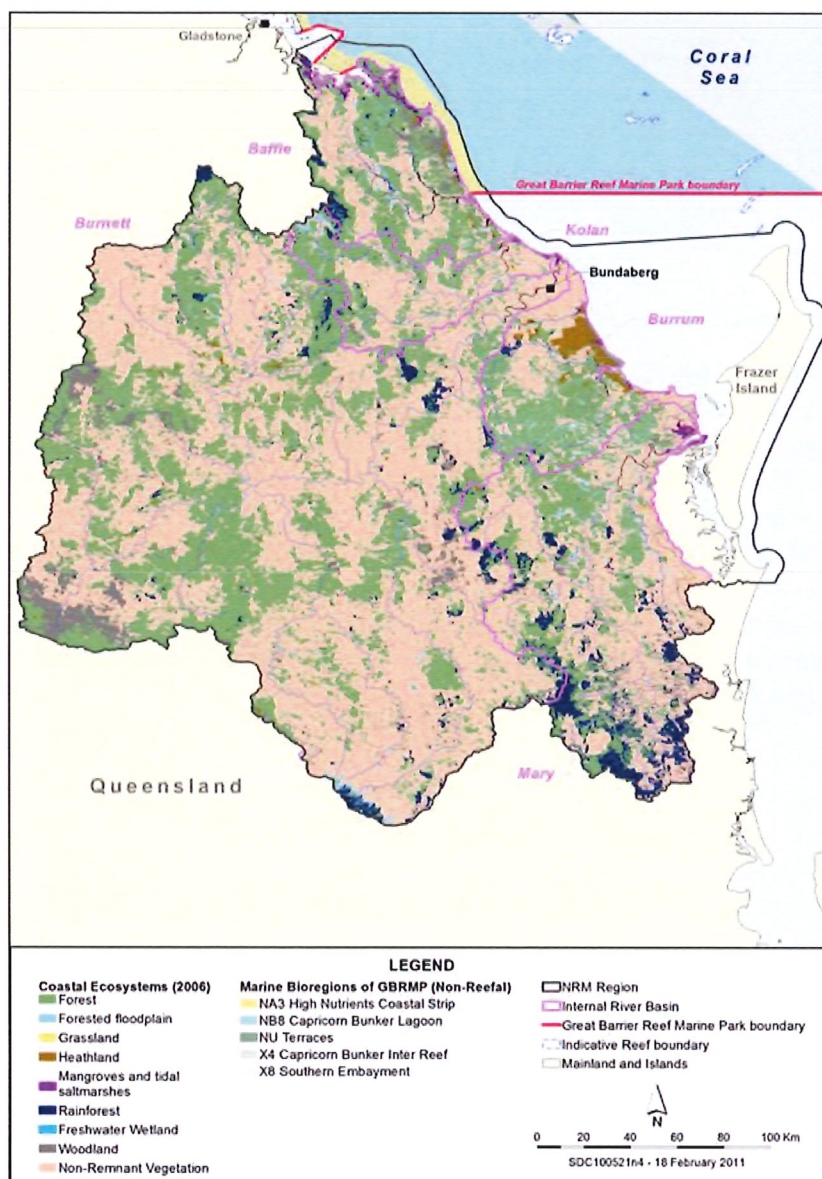 Gladstone
Coral
Sea
Baffle
Great Barrier Reef Marine Park boundary
Burnett
Kolan
Bundaberg
Burrum
Frazer
Island
Queensland
Mary
LEGEND
Coastal Ecosystems (2006)
Forest
Forested floodplain
Grassland
Heathland
Mangroves and tidal
saltmarshes
Rainforest
Freshwater Wetland
Woodland
Non-Remnant Vegetation
Marine Bioregions of GBRMP (Non-Reefal)
NA3 High Nutrients Coastal Strip
NB8 Capricorn Bunker Lagoon
NU Terraces
X4 Capricorn Bunker Inter Reef
X8 Southern Embayment
NRM Region
Internal River Basin
Great Barrier Reef Marine Park boundary
Indicative Reef boundary
Mainland and Islands
N
0 20 40 60 80 100 Km
SDC100521n4 - 18 February 2011